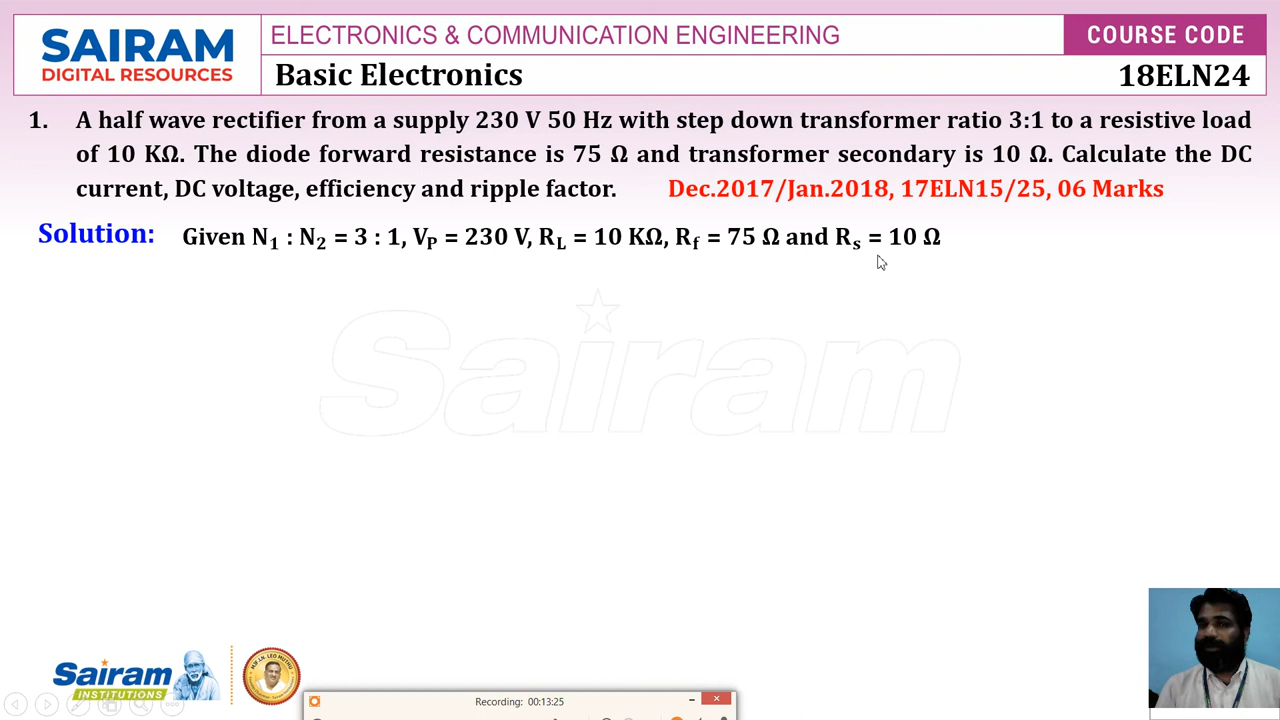 SAIRAM
DIGITAL RESOURCES
ELECTRONICS & COMMUNICATION ENGINEERING
COURSE CODE
Basic Electronics
18ELN24
1. A half wave rectifier from a supply 230 V 50 Hz with step down transformer ratio 3:1 to a resistive load
of 10 KΩ. The diode forward resistance is 75 Ω and transformer secondary is 10 Ω. Calculate the DC
current, DC voltage, efficiency and ripple factor. Dec.2017/Jan.2018, 17ELN15/25, 06 Marks
Solution: Given N₁ : N₂ = 3 : 1, V_P = 230 V, R_L = 10 KΩ, R_f = 75 Ω and R_s = 10 Ω
Sairam
Sairam
INSTITUTIONS
Recording: 00:13:25